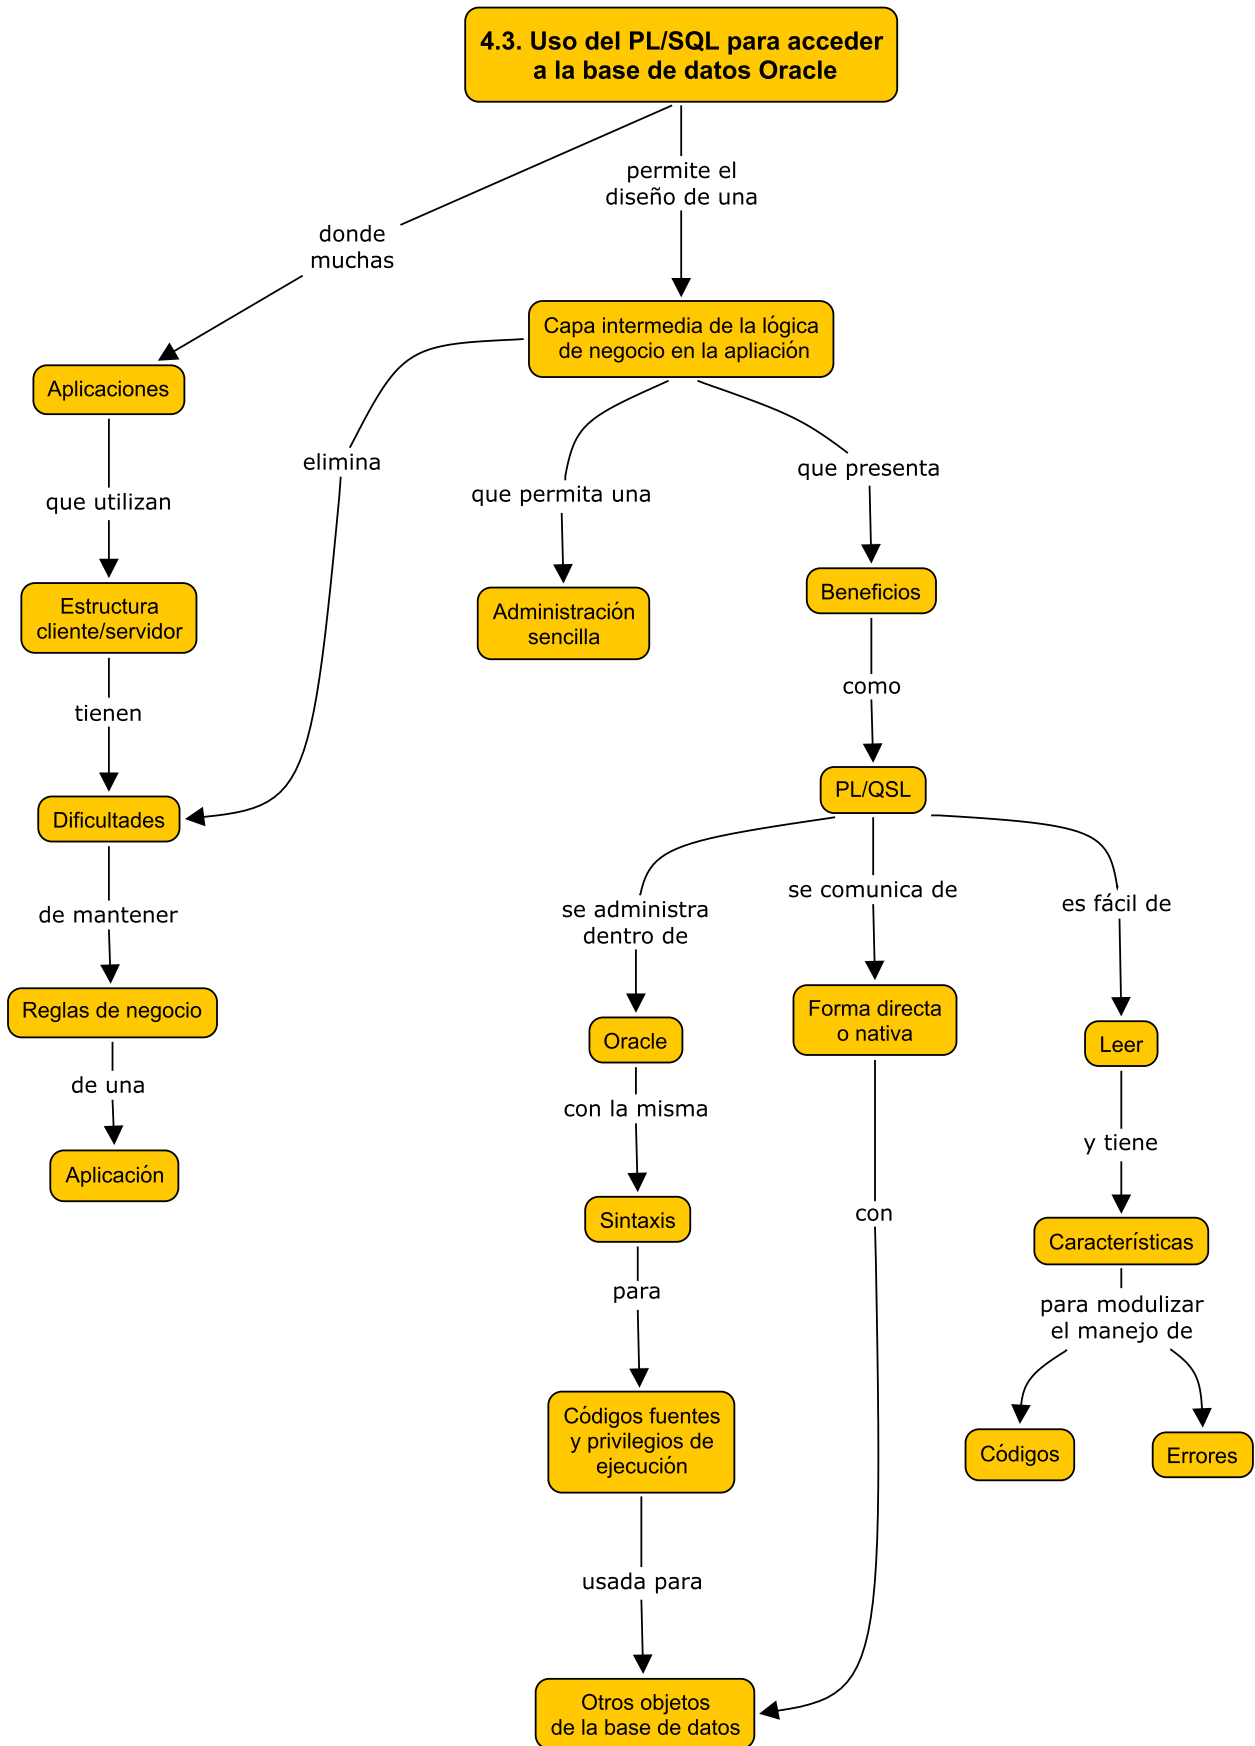 4.3. Uso del PL/SQL para acceder
a la base de datos Oracle
permite el
diseño de una
donde
muchas
Capa intermedia de la lógica
de negocio en la apliación
Aplicaciones
elimina
que presenta
que permita una
que utilizan
Beneficios
Estructura
cliente/servidor
Administración
sencilla
como
tienen
PL/QSL
Dificultades
se comunica de
es fácil de
se administra
dentro de
de mantener
Reglas de negocio
Forma directa
o nativa
Oracle
Leer
de una
con la misma
y tiene
Aplicación
con
Sintaxis
Características
para
para modulizar
el manejo de
Códigos fuentes
y privilegios de
ejecución
Códigos
Errores
usada para
Otros objetos
de la base de datos